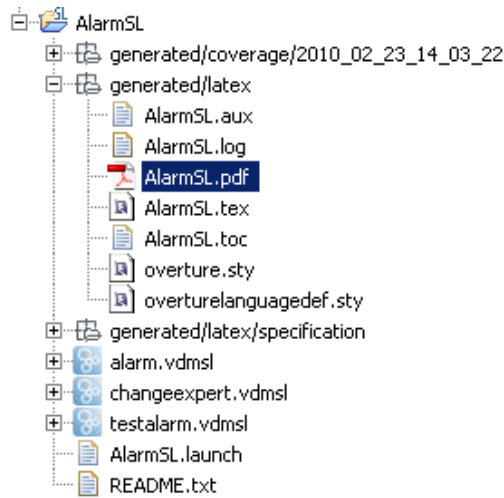 AlarmSL
generated/coverage/2010_02_23_14_03_22
generated/latex
AlarmSL.aux
AlarmSL.log
AlarmSL.pdf
AlarmSL.tex
AlarmSL.toc
overture.sty
overturelanguagedef.sty
generated/latex/specification
alarm.vdmsl
changeexpert.vdmsl
testalarm.vdmsl
AlarmSL.launch
README.txt